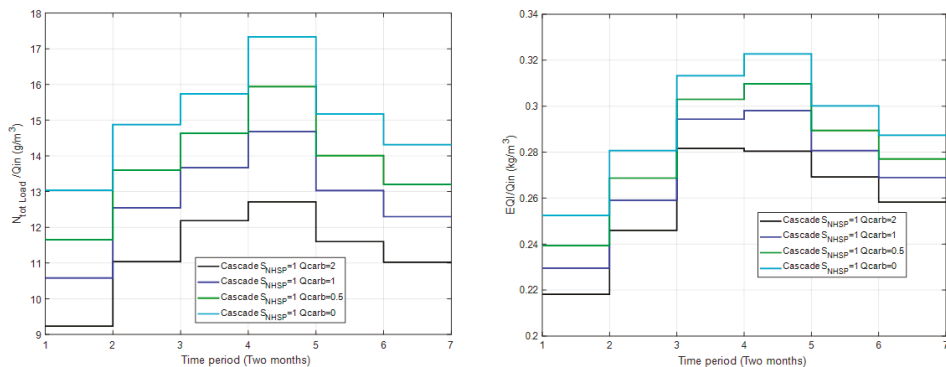 18
17
16
15
14
13
12
11
10
9
N_tot Load /Qin (g/m^3)
Cascade S_NHSP=1 Qcarb=2
Cascade S_NHSP=1 Qcarb=1
Cascade S_NHSP=1 Qcarb=0.5
Cascade S_NHSP=1 Qcarb=0
1 2 3 4 5 6 7
Time period (Two months)
0.34
0.32
0.3
0.28
0.26
0.24
0.22
0.2
EQI/Qin (kg/m^3)
Cascade S_NHSP=1 Qcarb=2
Cascade S_NHSP=1 Qcarb=1
Cascade S_NHSP=1 Qcarb=0.5
Cascade S_NHSP=1 Qcarb=0
1 2 3 4 5 6 7
Time period (Two months)